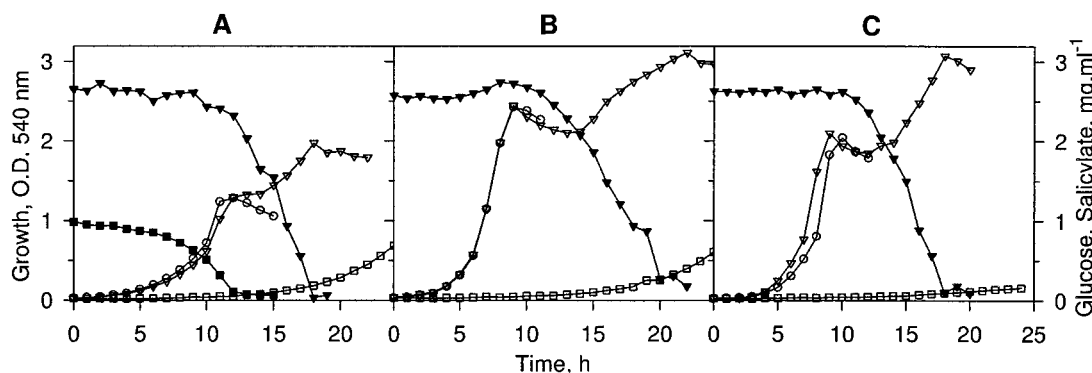 A B C
Growth, O.D. 540 nm
3 2 1 0
3 2 1 0
Glucose, Salicylate, mg.ml-1
0 5 10 15 20 0 5 10 15 20 0 5 10 15 20 25
Time, h